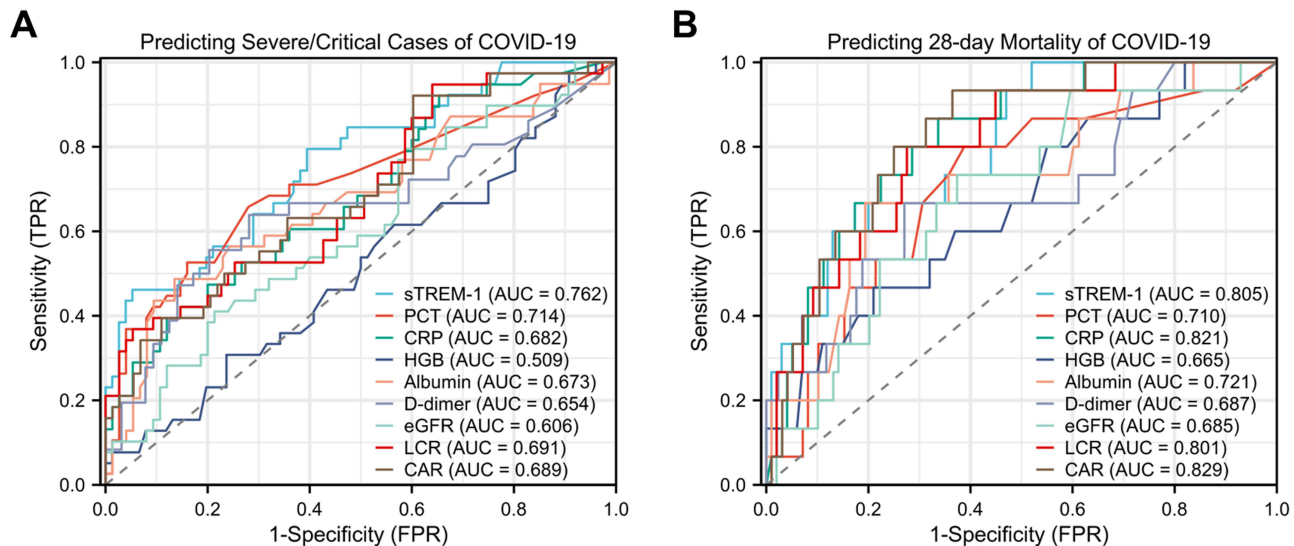 A
Predicting Severe/Critical Cases of COVID-19
Sensitivity (TPR)
1.0
0.8
0.6
0.4
0.2
0.0
sTREM-1 (AUC = 0.762)
PCT (AUC = 0.714)
CRP (AUC = 0.682)
HGB (AUC = 0.509)
Albumin (AUC = 0.673)
D-dimer (AUC = 0.654)
eGFR (AUC = 0.606)
LCR (AUC = 0.691)
CAR (AUC = 0.689)
0.0 0.2 0.4 0.6 0.8 1.0
1-Specificity (FPR)
B
Predicting 28-day Mortality of COVID-19
Sensitivity (TPR)
1.0
0.8
0.6
0.4
0.2
0.0
sTREM-1 (AUC = 0.805)
PCT (AUC = 0.710)
CRP (AUC = 0.821)
HGB (AUC = 0.665)
Albumin (AUC = 0.721)
D-dimer (AUC = 0.687)
eGFR (AUC = 0.685)
LCR (AUC = 0.801)
CAR (AUC = 0.829)
0.0 0.2 0.4 0.6 0.8 1.0
1-Specificity (FPR)